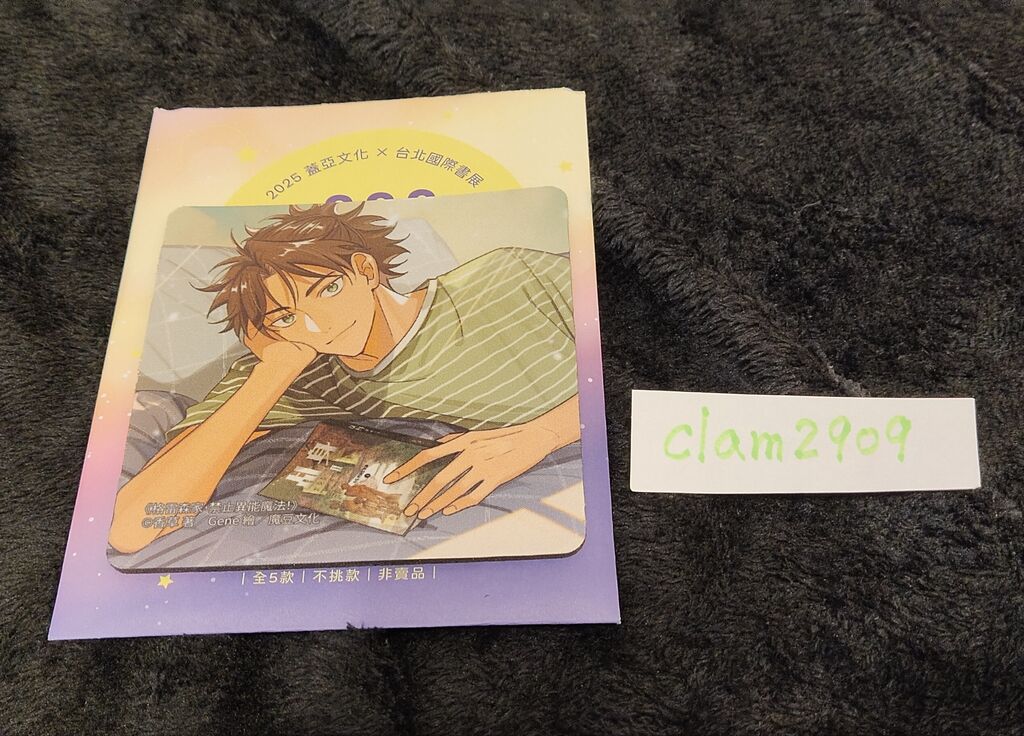 2025 蓋亞文化 × 台北國際書展
《格雷森家 禁止異能魔法!》
©香草 著 Gene 繪/魔豆文化
| 全5款 | 不挑款 | 非賣品 |
clam2909